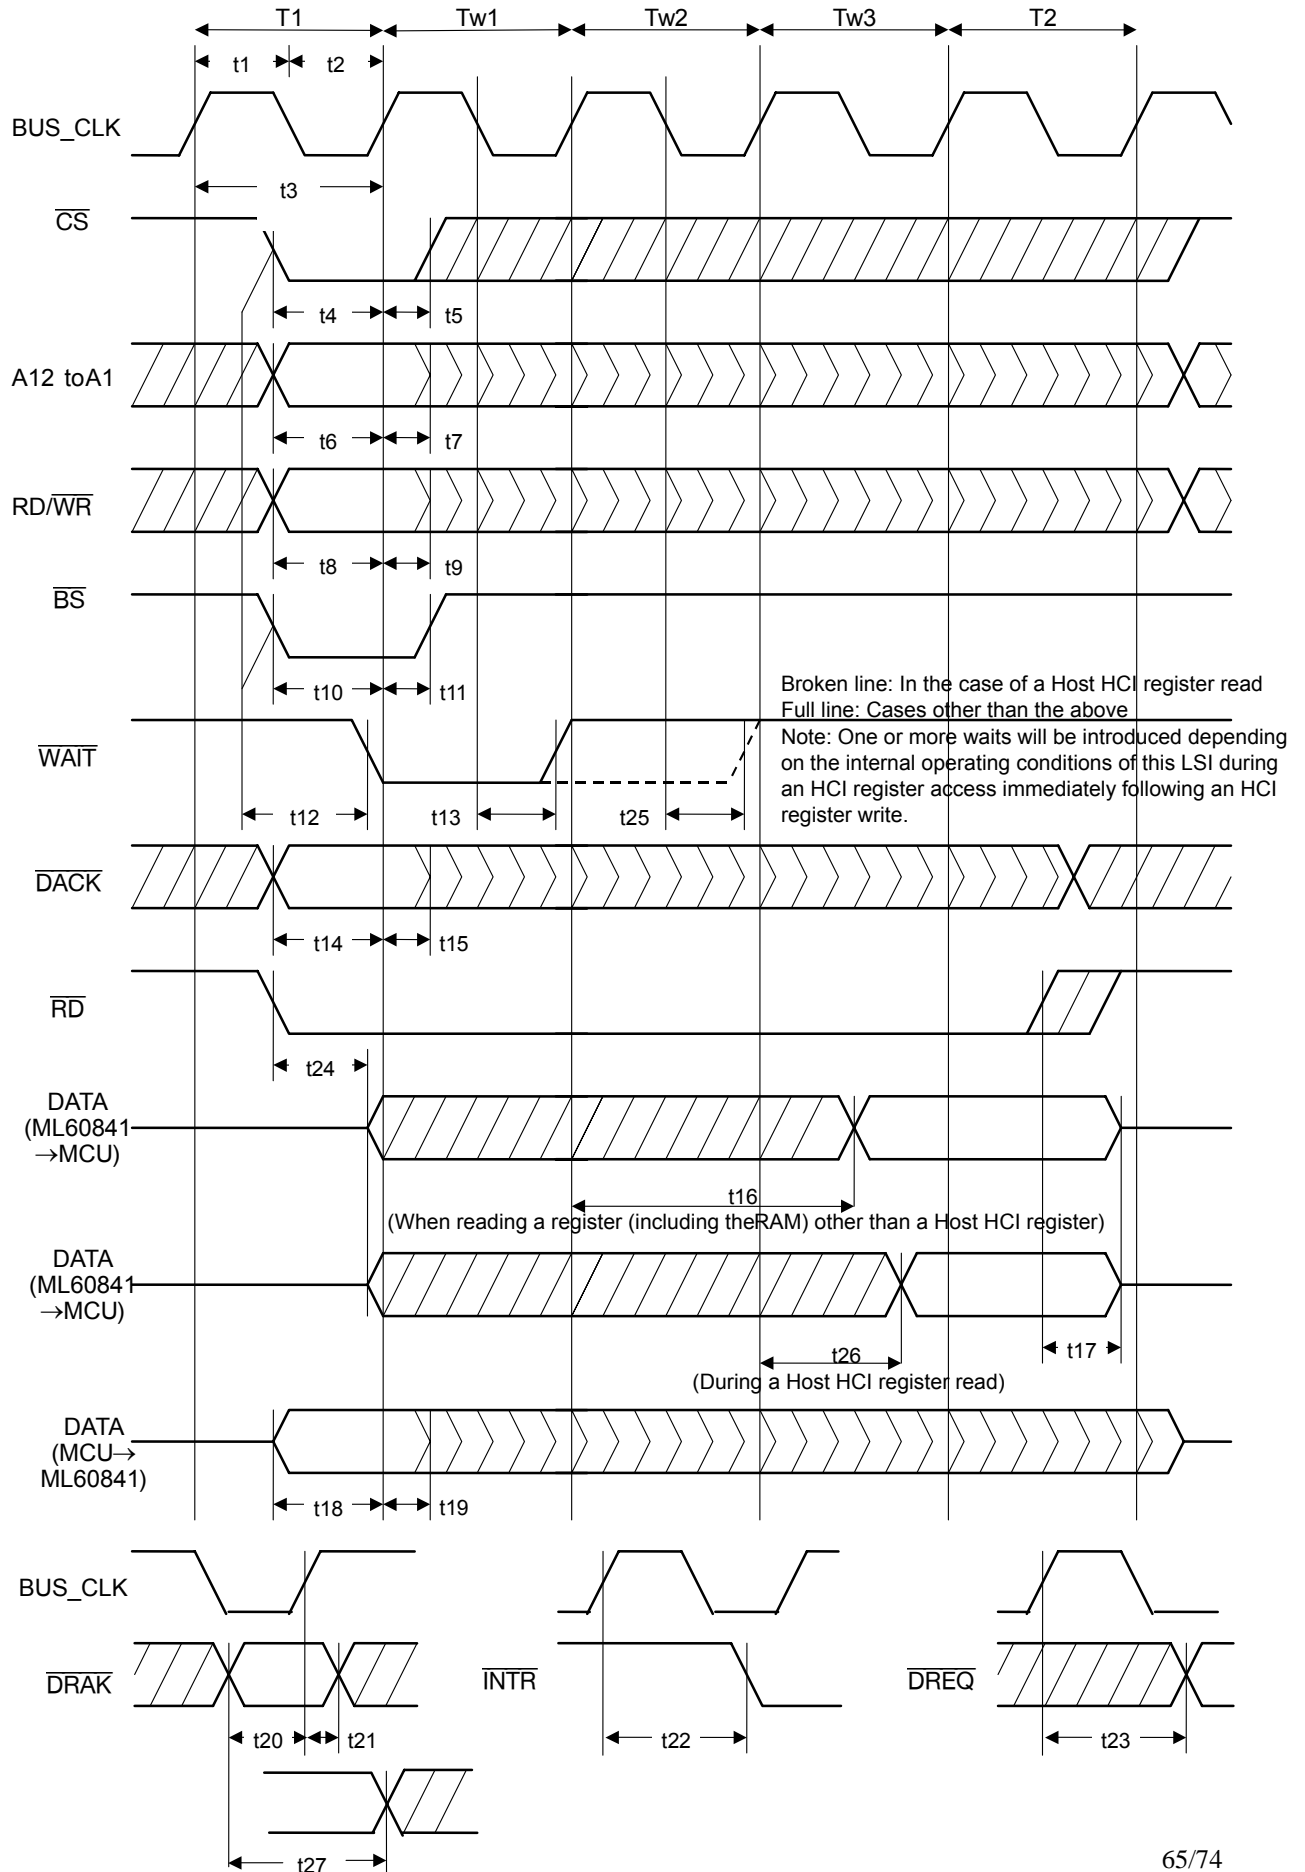 T1 Tw1 Tw2 Tw3 T2
t1 t2
BUS_CLK
t3
CS
t4 t5
A12 toA1
t6 t7
RD/WR
t8 t9
BS
t10 t11
Broken line: In the case of a Host HCI register read
Full line: Cases other than the above
Note: One or more waits will be introduced depending
on the internal operating conditions of this LSI during
an HCI register access immediately following an HCI
register write.
WAIT
t12 t13 t25
DACK
t14 t15
RD
t24
DATA
(ML60841
→MCU)
t16
(When reading a register (including theRAM) other than a Host HCI register)
DATA
(ML60841
→MCU)
t26 t17
(During a Host HCI register read)
DATA
(MCU→
ML60841)
t18 t19
BUS_CLK
DRAK INTR DREQ
t20 t21 t22 t23
t27
65/74